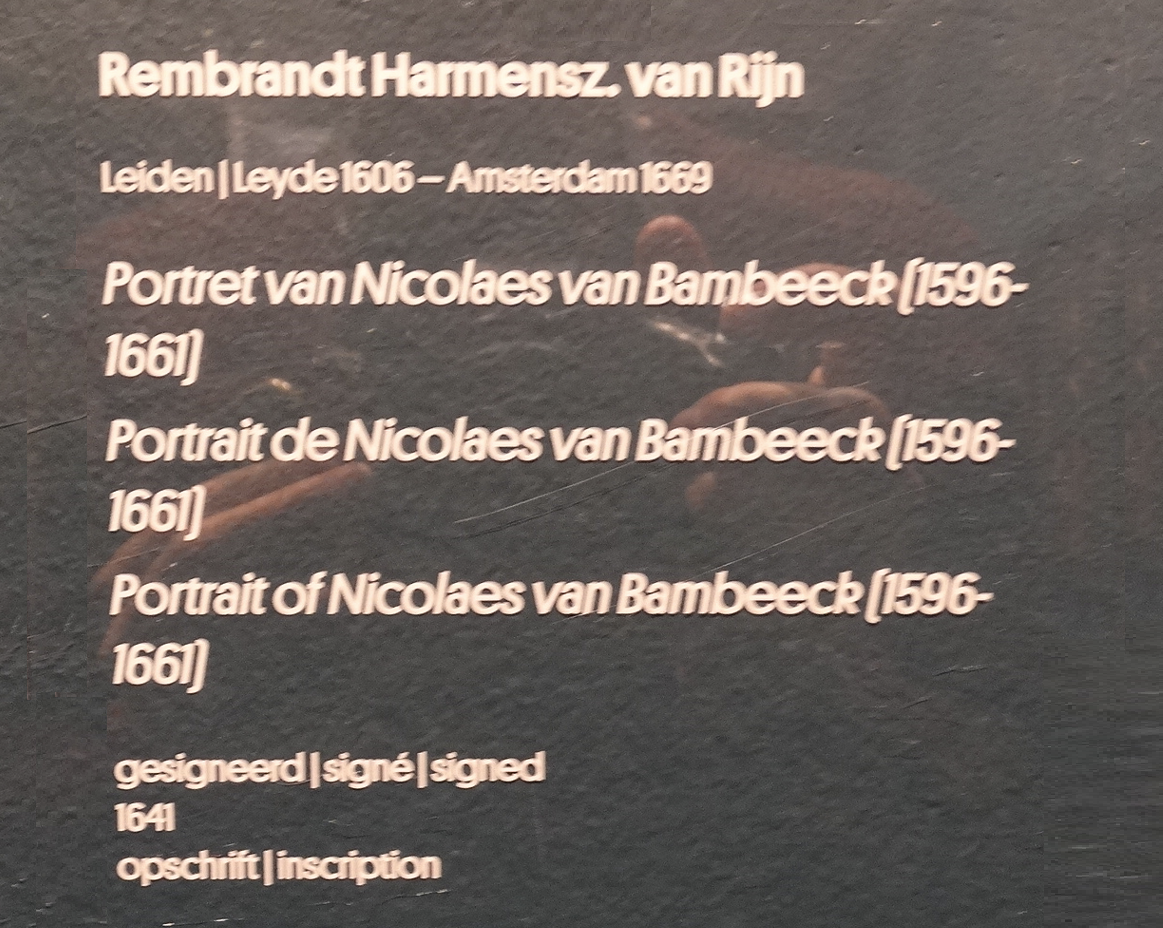 Rembrandt Harmensz. van Rijn
Leiden | Leyde 1606 – Amsterdam 1669
Portret van Nicolaes van Bambeeck (1596-
1661)
Portrait de Nicolaes van Bambeeck (1596-
1661)
Portrait of Nicolaes van Bambeeck (1596-
1661)
gesigneerd | signé | signed
1641
opschrift | inscription